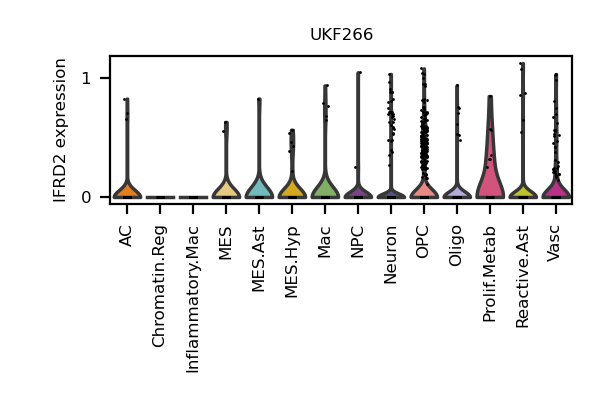 UKF266
IFRD2 expression
1
0
AC
Chromatin.Reg
Inflammatory.Mac
MES
MES.Ast
MES.Hyp
Mac
NPC
Neuron
OPC
Oligo
Prolif.Metab
Reactive.Ast
Vasc